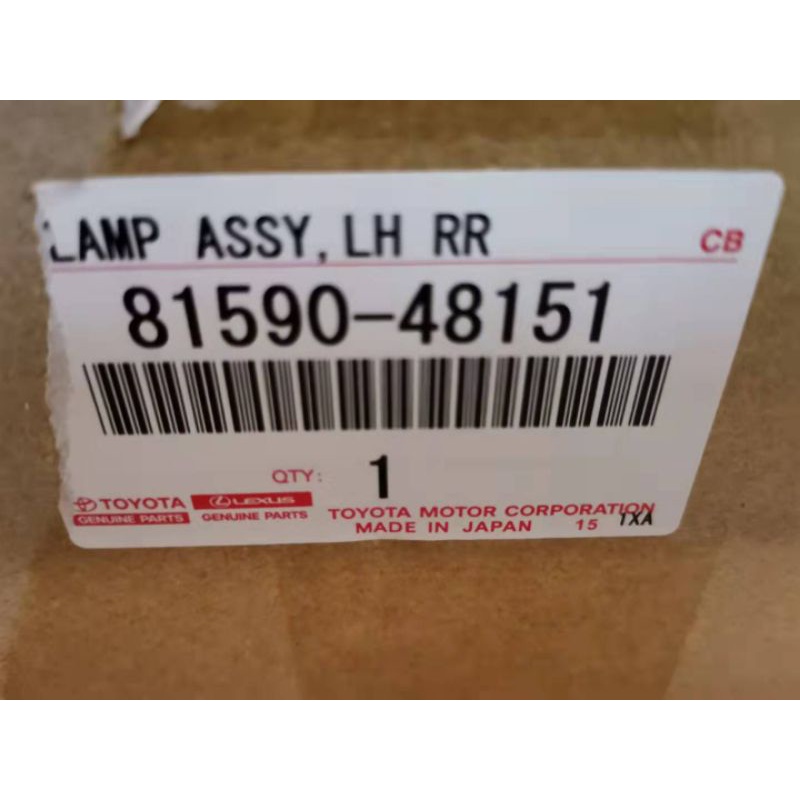 LAMP ASSY, LH RR
CB
81590-48151
QTY: 1
TOYOTA
GENUINE PARTS
LEXUS
GENUINE PARTS
TOYOTA MOTOR CORPORATION
MADE IN JAPAN 15 1XA